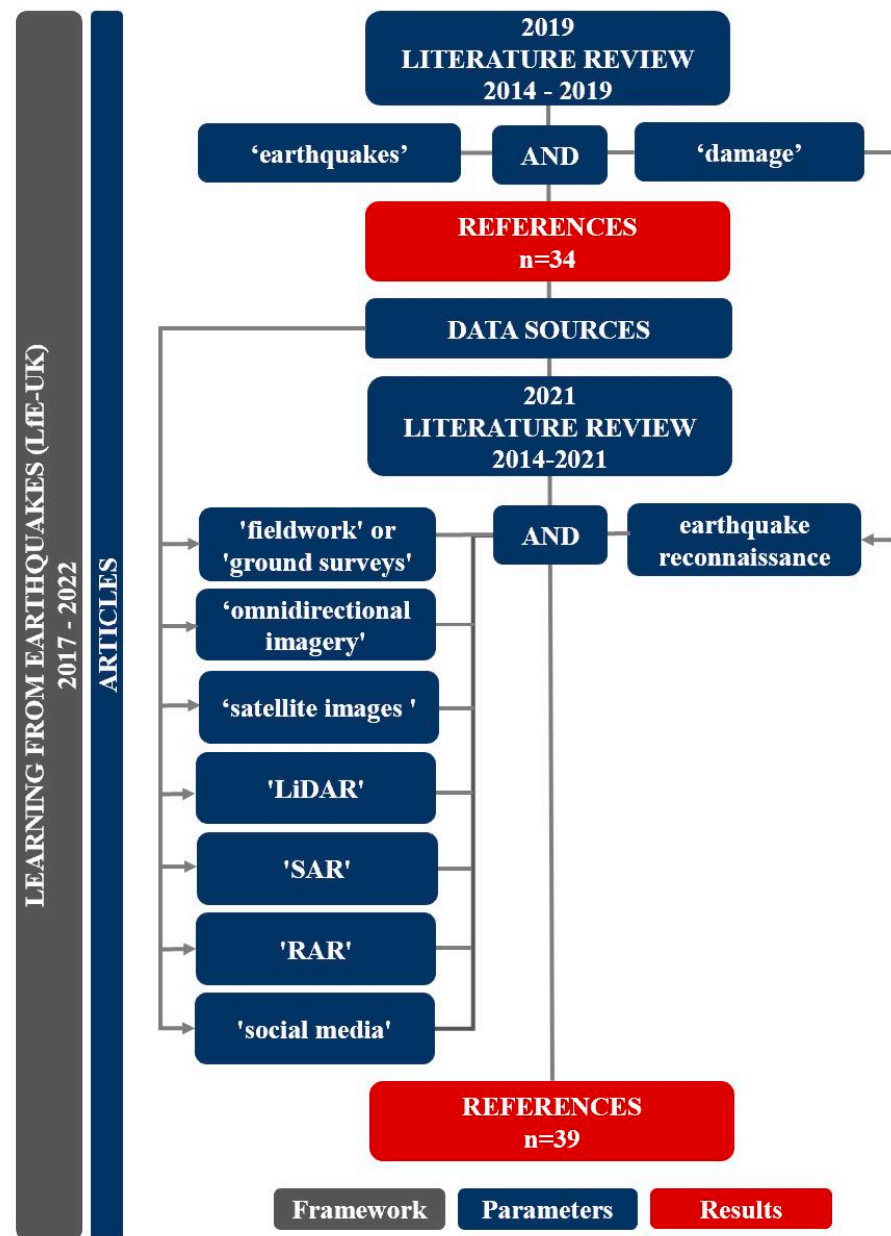 LEARNING FROM EARTHQUAKES (LfE-UK)
2017 - 2022
ARTICLES
2019
LITERATURE REVIEW
2014 - 2019
‘earthquakes’
AND
‘damage’
REFERENCES
n=34
DATA SOURCES
2021
LITERATURE REVIEW
2014-2021
'fieldwork' or
'ground surveys'
AND
earthquake
reconnaissance
‘omnidirectional
imagery’
‘satellite images '
'LiDAR'
'SAR'
'RAR'
'social media'
REFERENCES
n=39
Framework
Parameters
Results